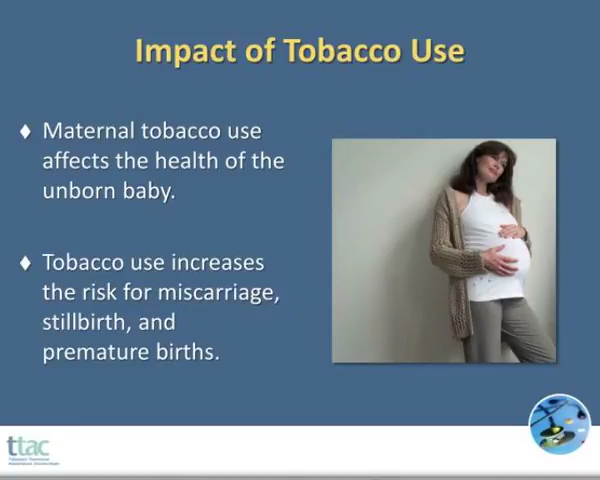 Impact of Tobacco Use
Maternal tobacco use
affects the health of the
unborn baby.
Tobacco use increases
the risk for miscarriage,
stillbirth, and
premature births.
ttac